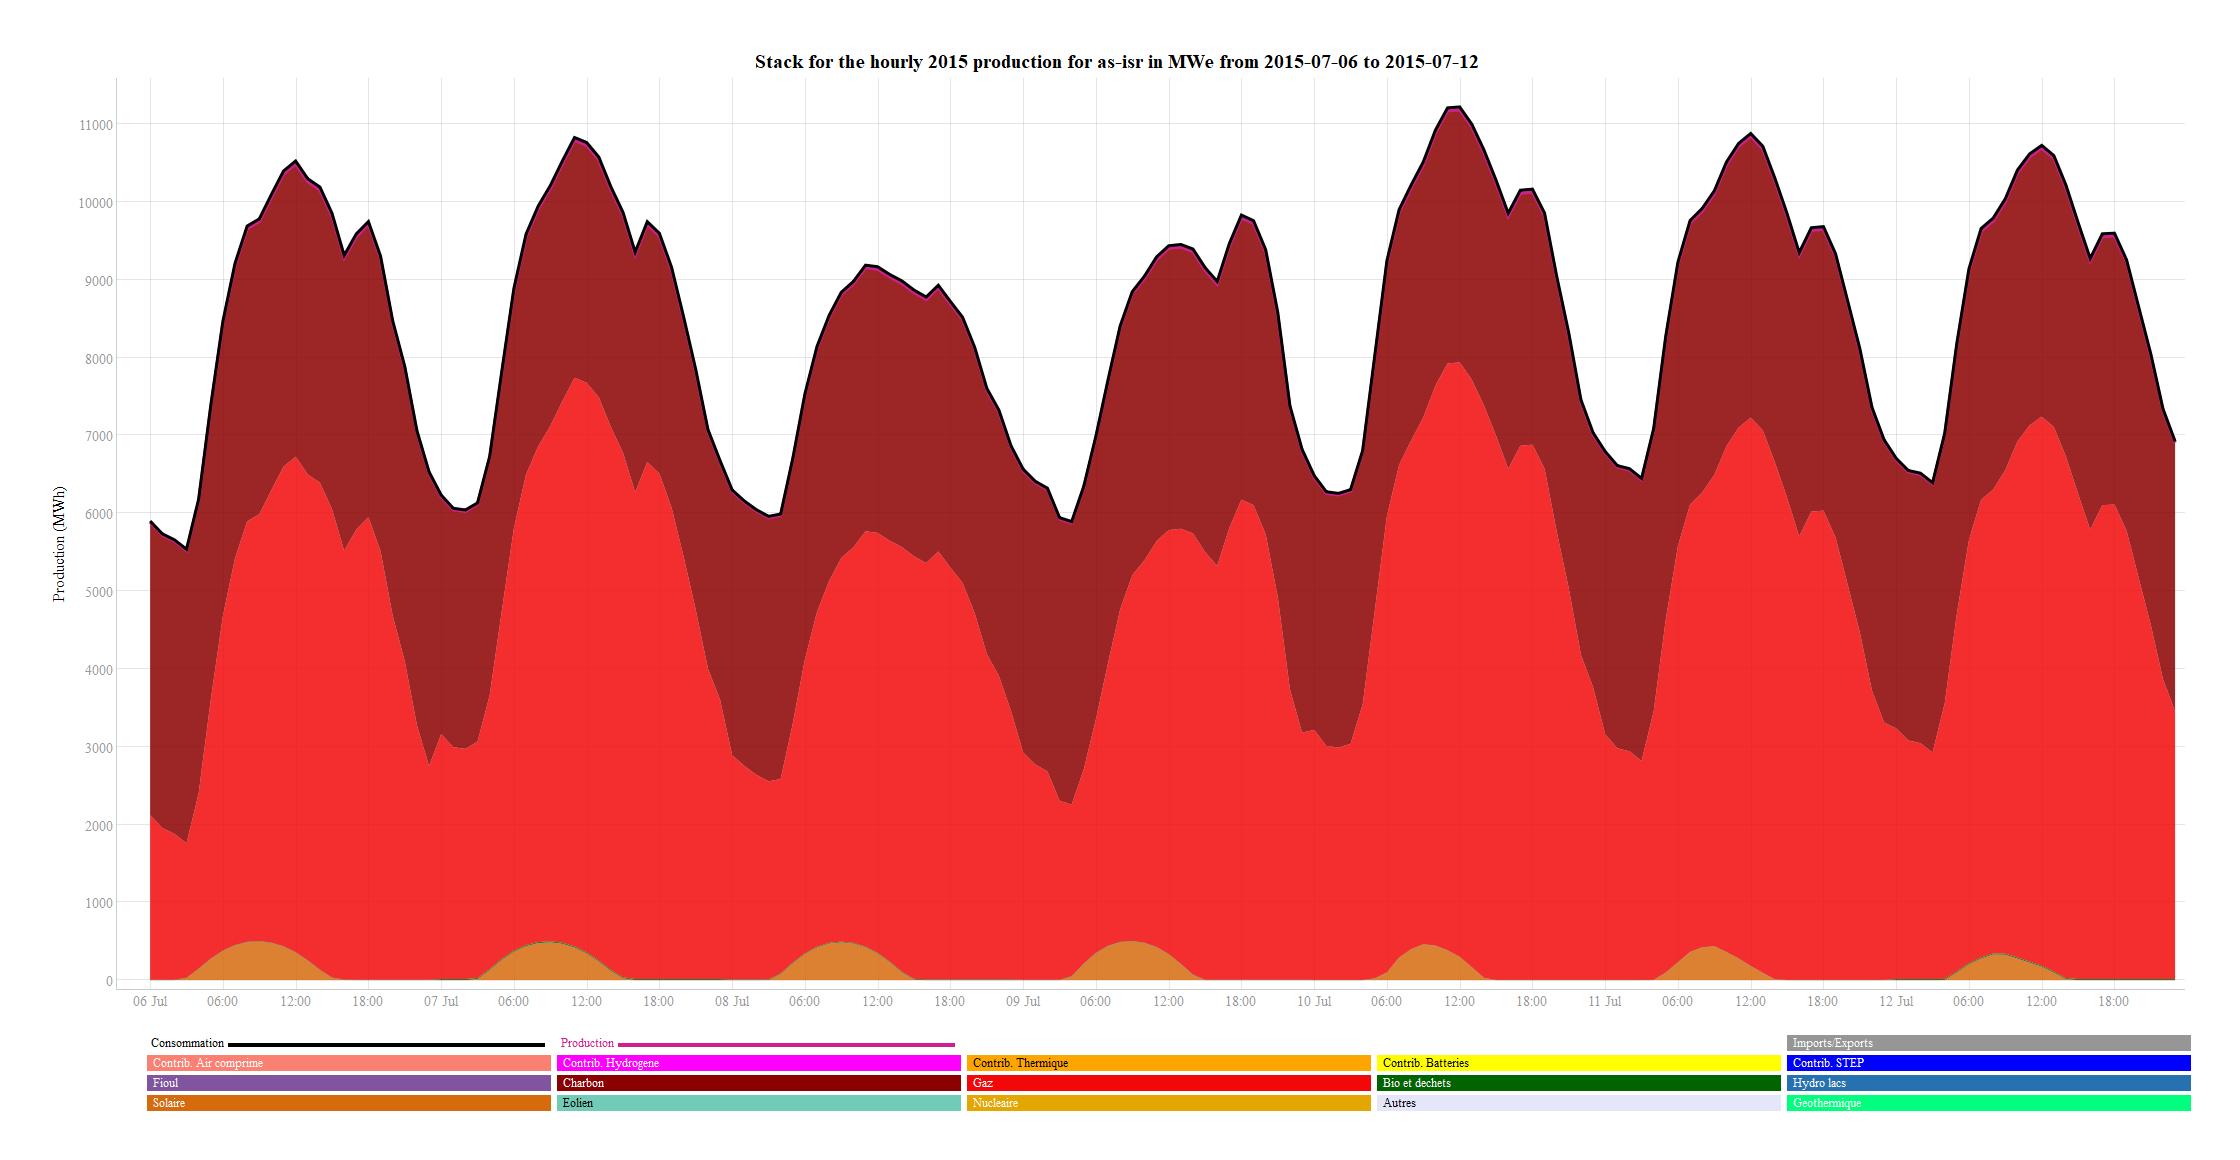 Stack for the hourly 2015 production for as-isr in MWe from 2015-07-06 to 2015-07-12
Production (MWh)
11000
10000
9000
8000
7000
6000
5000
4000
3000
2000
1000
0
06 Jul 06:00 12:00 18:00 07 Jul 06:00 12:00 18:00 08 Jul 06:00 12:00 18:00 09 Jul 06:00 12:00 18:00 10 Jul 06:00 12:00 18:00 11 Jul 06:00 12:00 18:00 12 Jul 06:00 12:00 18:00
Consommation Production Imports/Exports
Contrib. Air comprime Contrib. Hydrogene Contrib. Thermique Contrib. Batteries Contrib. STEP
Fioul Charbon Gaz Bio et dechets Hydro lacs
Solaire Eolien Nucleaire Autres Geothermique